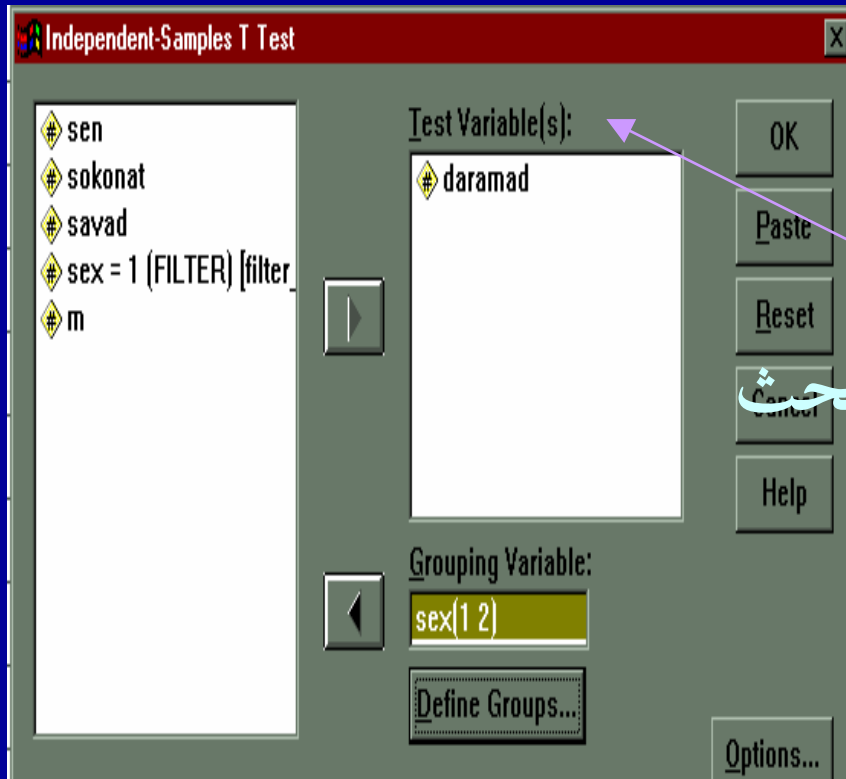 Independent-Samples T Test
sen
sokonat
savad
sex = 1 (FILTER) [filter_
m
Test Variable(s):
daramad
Grouping Variable:
sex(1 2)
Define Groups...
OK
Paste
Reset
Cancel
Help
Options...